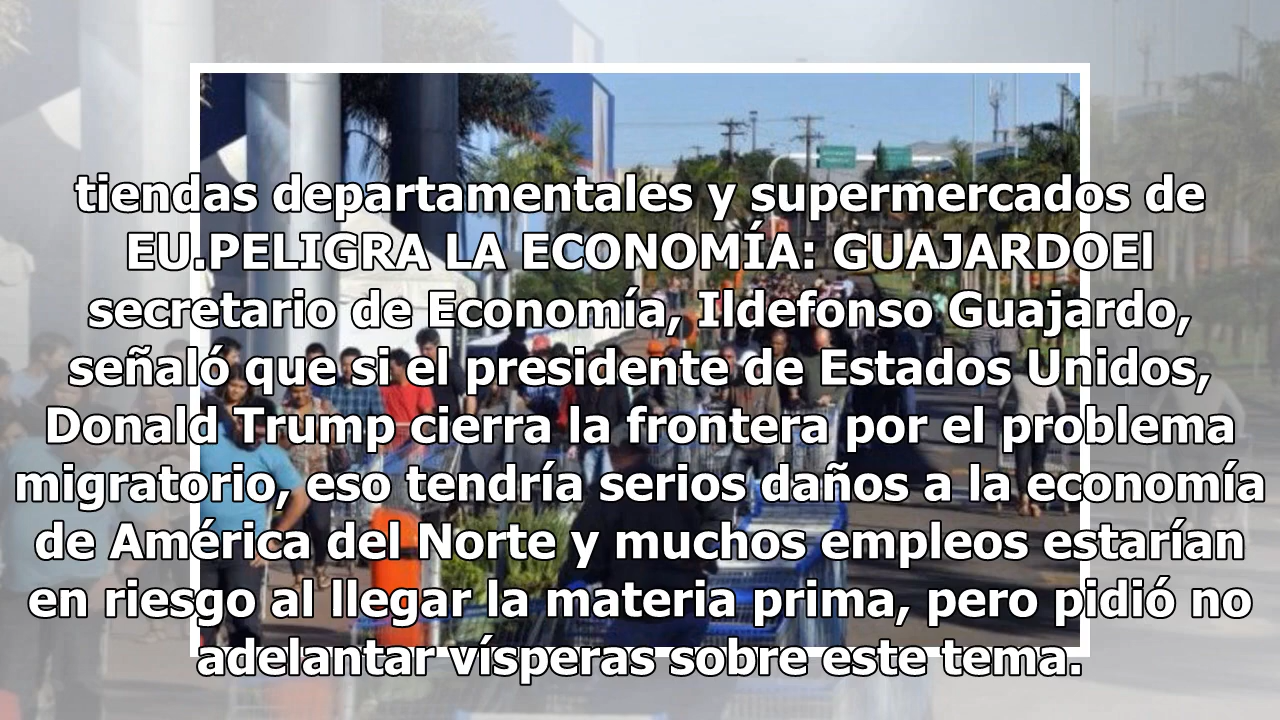 tiendas departamentales y supermercados de
EU.PELIGRA LA ECONOMÍA: GUAJARDOEl
secretario de Economía, Ildefonso Guajardo,
señaló que si el presidente de Estados Unidos,
Donald Trump cierra la frontera por el problema
migratorio, eso tendría serios daños a la economía
de América del Norte y muchos empleos estarían
en riesgo al llegar la materia prima, pero pidió no
adelantar vísperas sobre este tema.